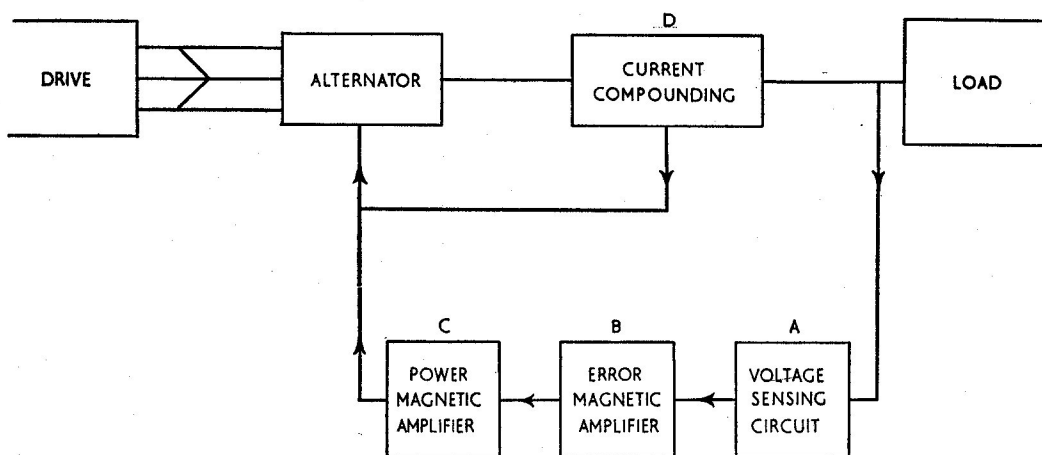 D
DRIVE
ALTERNATOR
CURRENT
COMPOUNDING
LOAD
C
B
A
POWER
MAGNETIC
AMPLIFIER
ERROR
MAGNETIC
AMPLIFIER
VOLTAGE
SENSING
CIRCUIT